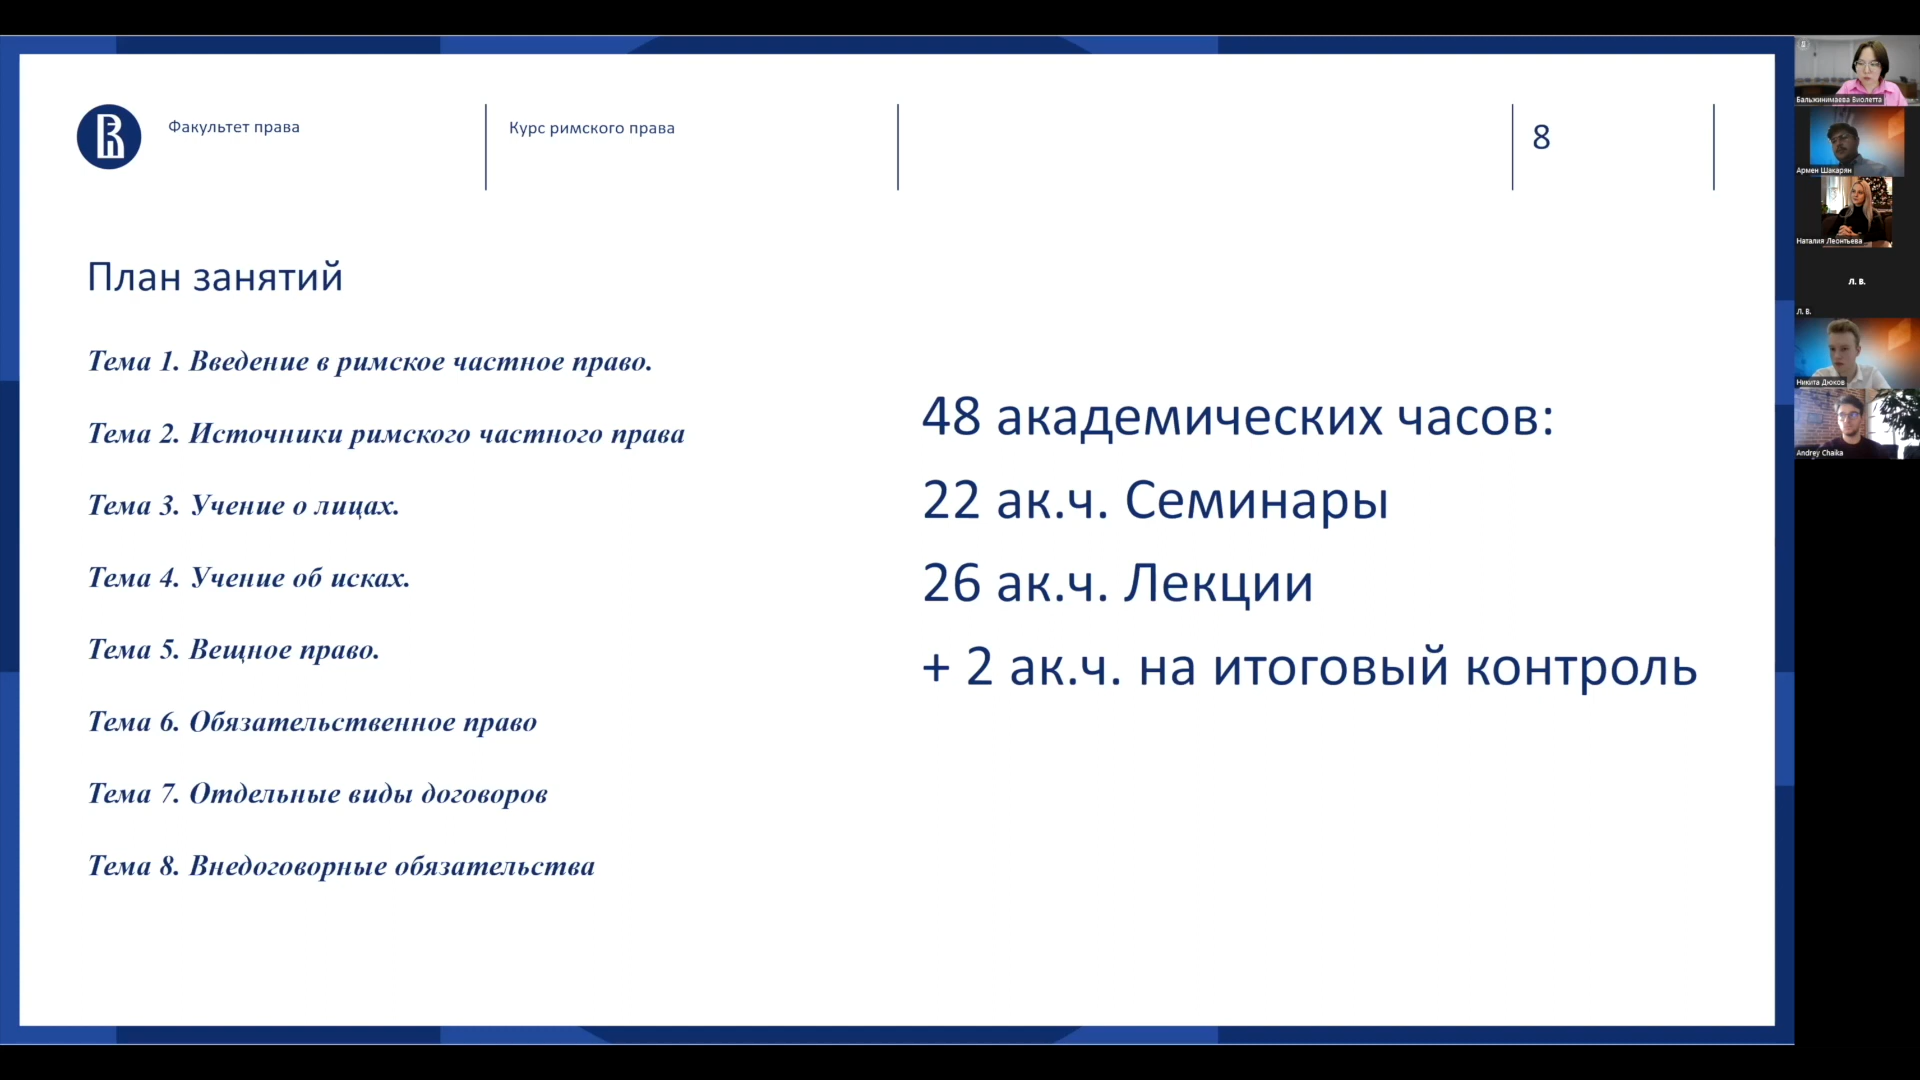 Факультет права
Курс римского права
8
План занятий
Тема 1. Введение в римское частное право.
Тема 2. Источники римского частного права
Тема 3. Учение о лицах.
Тема 4. Учение об исках.
Тема 5. Вещное право.
Тема 6. Обязательственное право
Тема 7. Отдельные виды договоров
Тема 8. Внедоговорные обязательства
48 академических часов:
22 ак.ч. Семинары
26 ак.ч. Лекции
+ 2 ак.ч. на итоговый контроль
Бальжинимаева Виолетта
Армен Шакарян
Наталия Леонтьева
Л. В.
Л. В.
Никита Дюков
Andrey Chaika